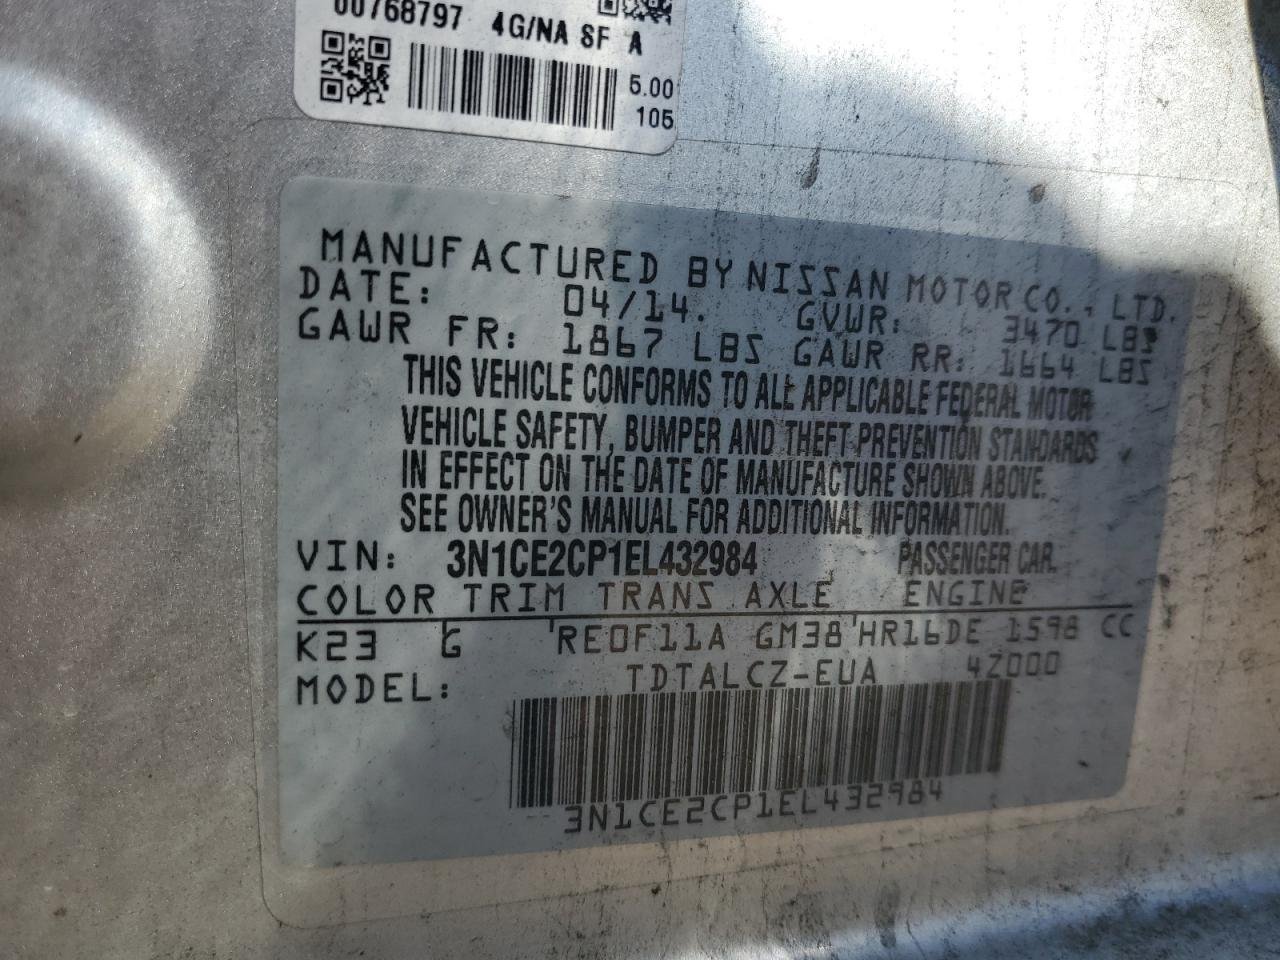 00768797 4G/NA SF A
5.00
105
MANUFACTURED BY NISSAN MOTOR CO., LTD.
DATE: 04/14. GVWR: 3470 LBS
GAWR FR: 1867 LBS GAWR RR: 1664 LBS
THIS VEHICLE CONFORMS TO ALL APPLICABLE FEDERAL MOTOR
VEHICLE SAFETY, BUMPER AND THEFT PREVENTION STANDARDS
IN EFFECT ON THE DATE OF MANUFACTURE SHOWN ABOVE.
SEE OWNER'S MANUAL FOR ADDITIONAL INFORMATION.
VIN: 3N1CE2CP1EL432984 PASSENGER CAR.
COLOR TRIM TRANS AXLE ENGINE
K23 G RE0F11A GM38 HR16DE 1598 CC
MODEL: TDTALCZ-EUA 4Z000
3N1CE2CP1EL432984